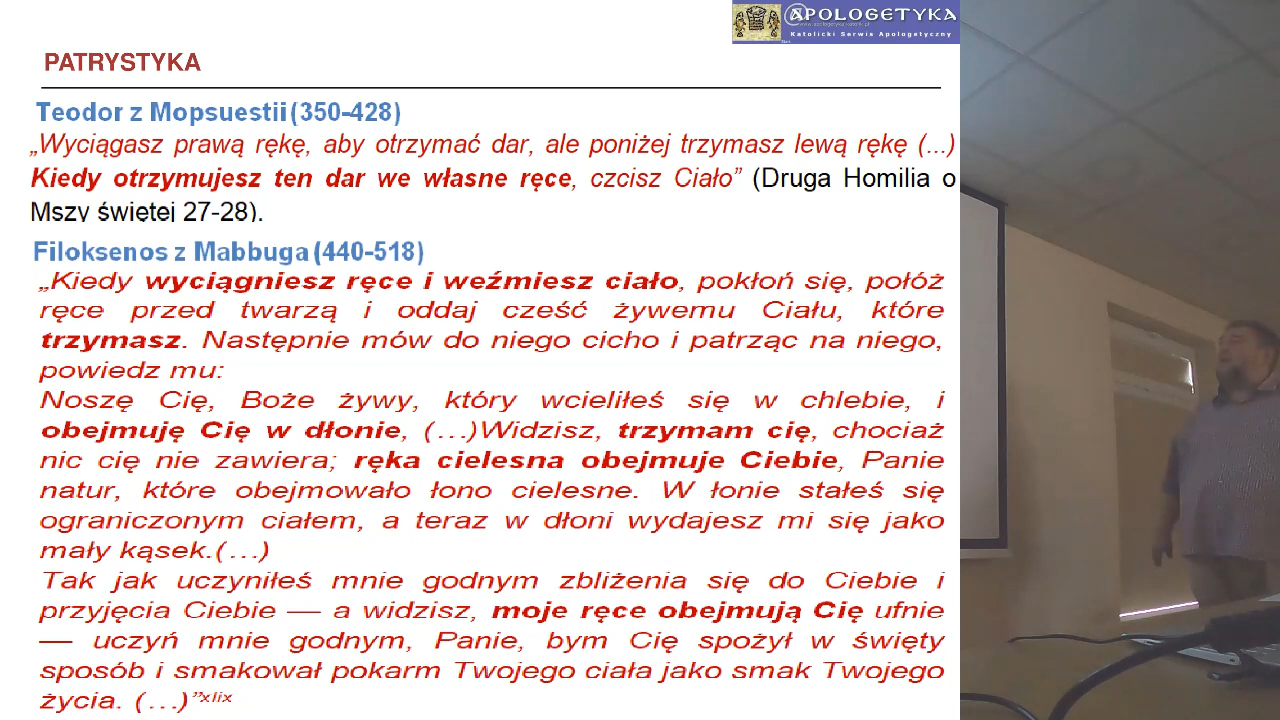 @APOLOGETYKA
www.apologetyka.katolik.pl
Katolicki Serwis Apologetyczny
PATRYSTYKA
Teodor z Mopsuestii (350-428)
„Wyciągasz prawą rękę, aby otrzymać dar, ale poniżej trzymasz lewą rękę (...)
Kiedy otrzymujesz ten dar we własne ręce, czcisz Ciało” (Druga Homilia o
Mszy świętej 27-28).
Filoksenos z Mabbuga (440-518)
„Kiedy wyciągniesz ręce i weźmiesz ciało, pokłoń się, połóż
ręce przed twarzą i oddaj cześć żywemu Ciału, które
trzymasz. Następnie mów do niego cicho i patrząc na niego,
powiedz mu:
Noszę Cię, Boże żywy, który wcieliłeś się w chlebie, i
obejmuję Cię w dłonie, (...)Widzisz, trzymam cię, chociaż
nic cię nie zawiera; ręka cielesna obejmuje Ciebie, Panie
natur, które obejmowało łono cielesne. W łonie stałeś się
ograniczonym ciałem, a teraz w dłoni wydajesz mi się jako
mały kąsek.(...)
Tak jak uczyniłeś mnie godnym zbliżenia się do Ciebie i
przyjęcia Ciebie — a widzisz, moje ręce obejmują Cię ufnie
— uczyń mnie godnym, Panie, bym Cię spożył w święty
sposób i smakował pokarm Twojego ciała jako smak Twojego
życia. (...)”xlix